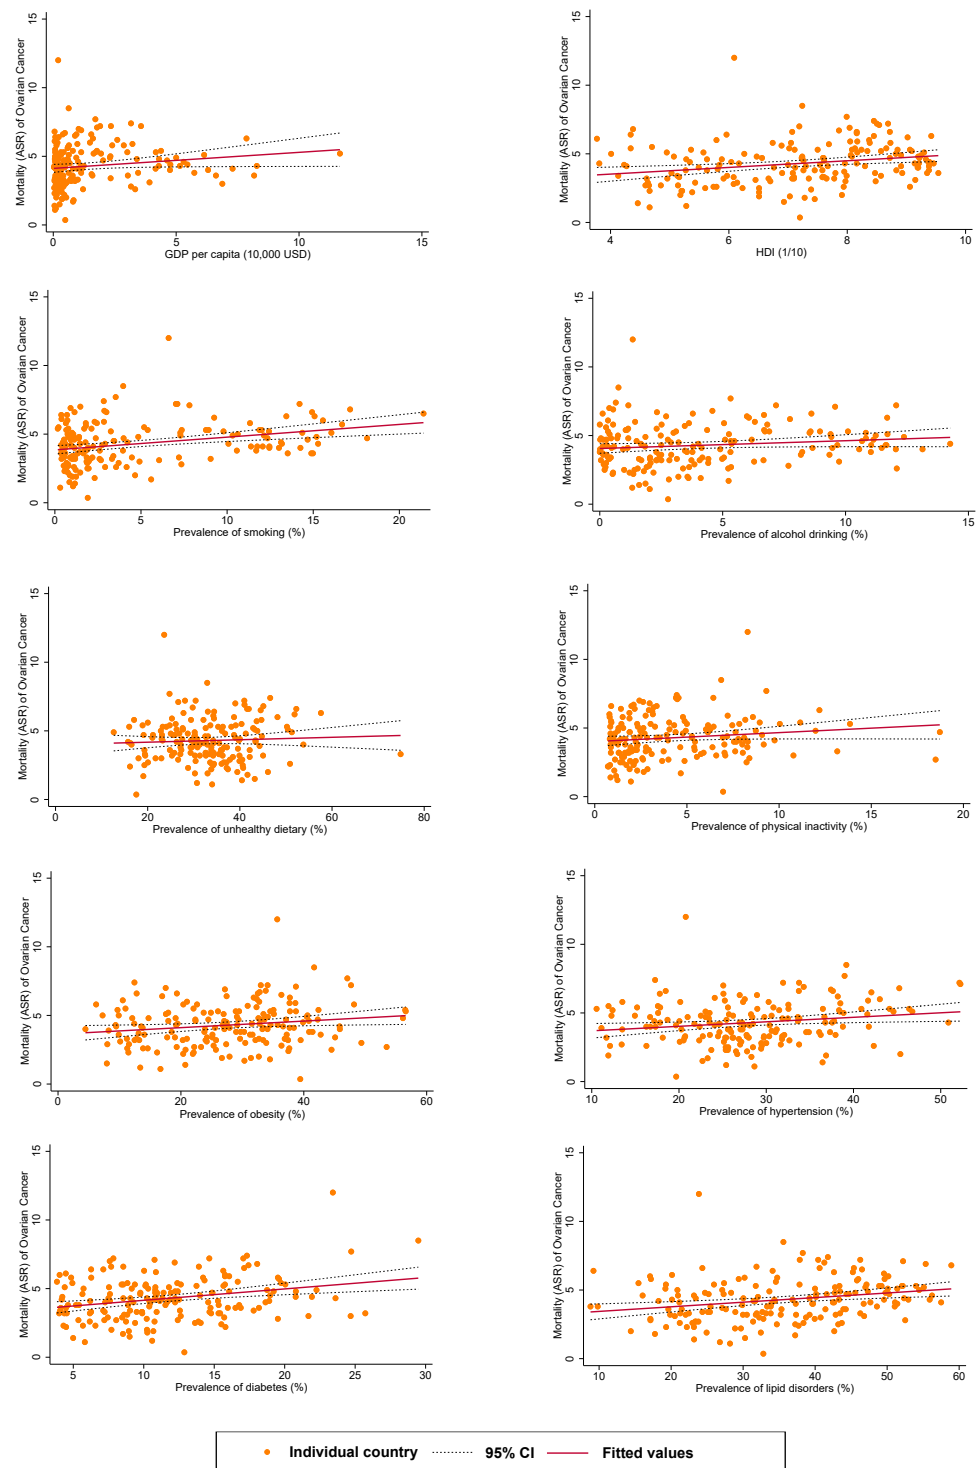 Mortality (ASR) of Ovarian Cancer
0 5 10 15
0 5 10 15
GDP per capita (10,000 USD)
Mortality (ASR) of Ovarian Cancer
0 5 10 15
4 6 8 10
HDI (1/10)
Mortality (ASR) of Ovarian Cancer
0 5 10 15
0 5 10 15 20
Prevalence of smoking (%)
Mortality (ASR) of Ovarian Cancer
0 5 10 15
0 5 10 15
Prevalence of alcohol drinking (%)
Mortality (ASR) of Ovarian Cancer
0 5 10 15
0 20 40 60 80
Prevalence of unhealthy dietary (%)
Mortality (ASR) of Ovarian Cancer
0 5 10 15
0 5 10 15 20
Prevalence of physical inactivity (%)
Mortality (ASR) of Ovarian Cancer
0 5 10 15
0 20 40 60
Prevalence of obesity (%)
Mortality (ASR) of Ovarian Cancer
0 5 10 15
10 20 30 40 50
Prevalence of hypertension (%)
Mortality (ASR) of Ovarian Cancer
0 5 10 15
5 10 15 20 25 30
Prevalence of diabetes (%)
Mortality (ASR) of Ovarian Cancer
0 5 10 15
10 20 30 40 50 60
Prevalence of lipid disorders (%)
Individual country 95% CI Fitted values